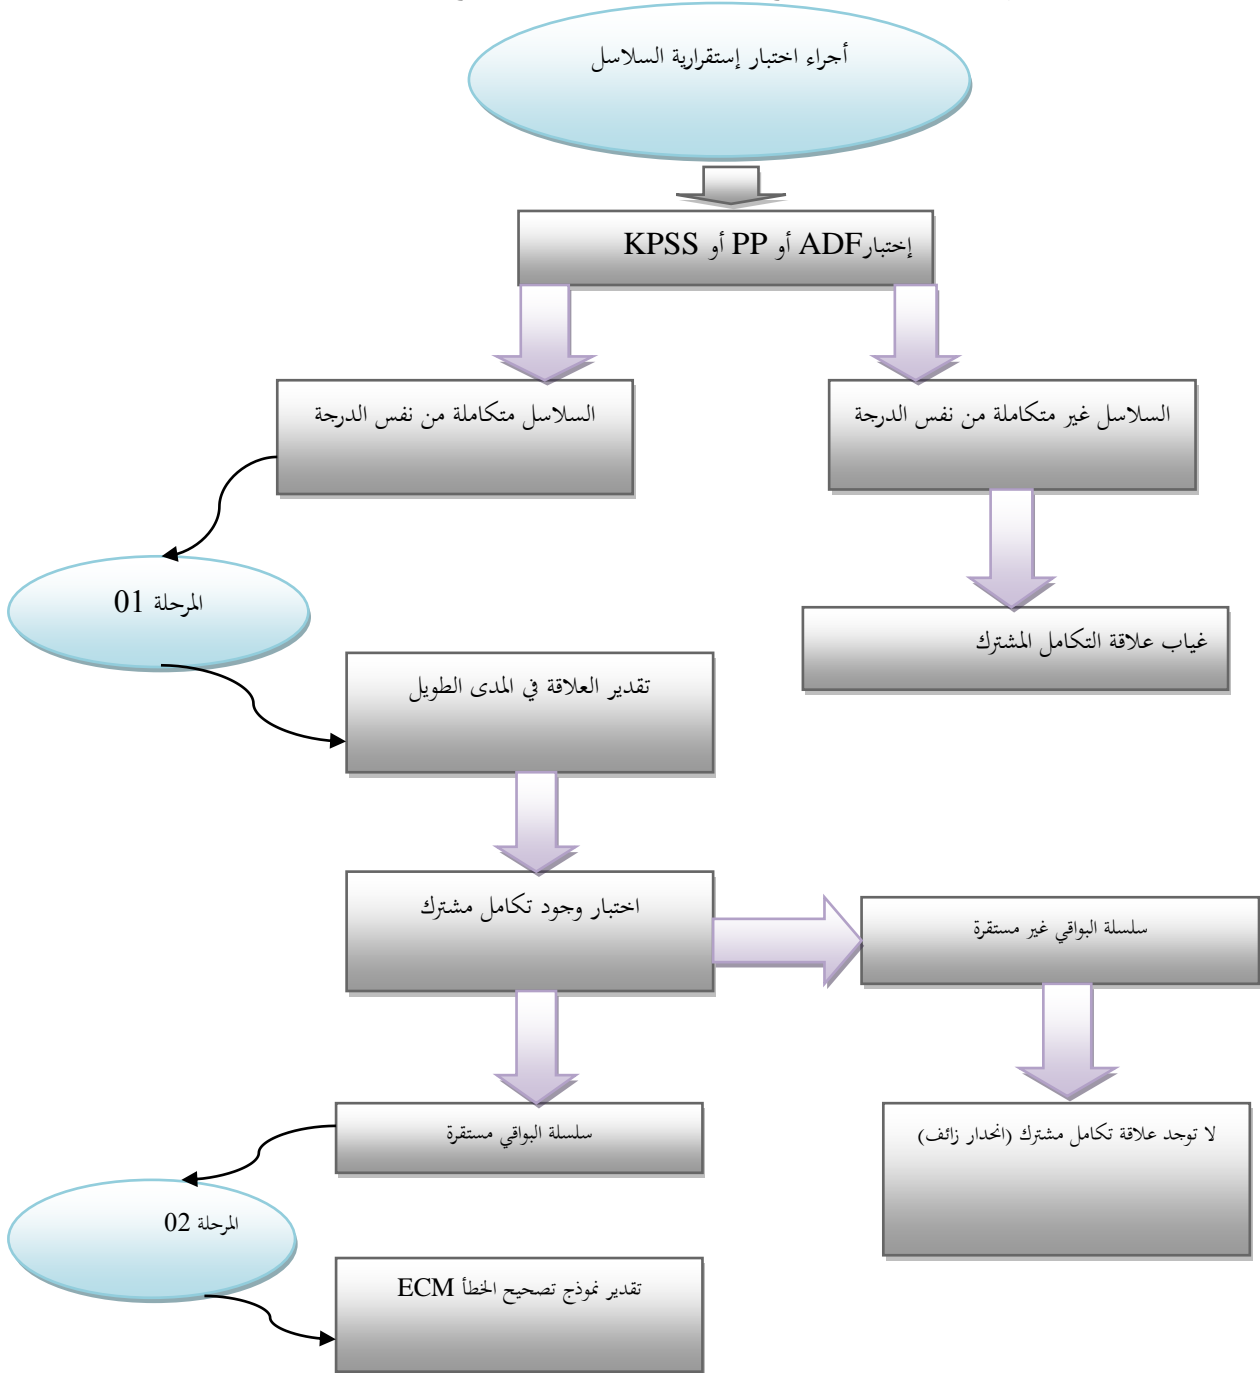 أجراء اختبار إستقرارية السلاسل
إختبارADF أو PP أو KPSS
السلاسل متكاملة من نفس الدرجة
السلاسل غير متكاملة من نفس الدرجة
المرحلة 01
غياب علاقة التكامل المشترك
تقدير العلاقة في المدى الطويل
اختبار وجود تكامل مشترك
سلسلة البواقي غير مستقرة
سلسلة البواقي مستقرة
لا توجد علاقة تكامل مشترك (انحدار زائف)
المرحلة 02
تقدير نموذج تصحيح الخطأ ECM